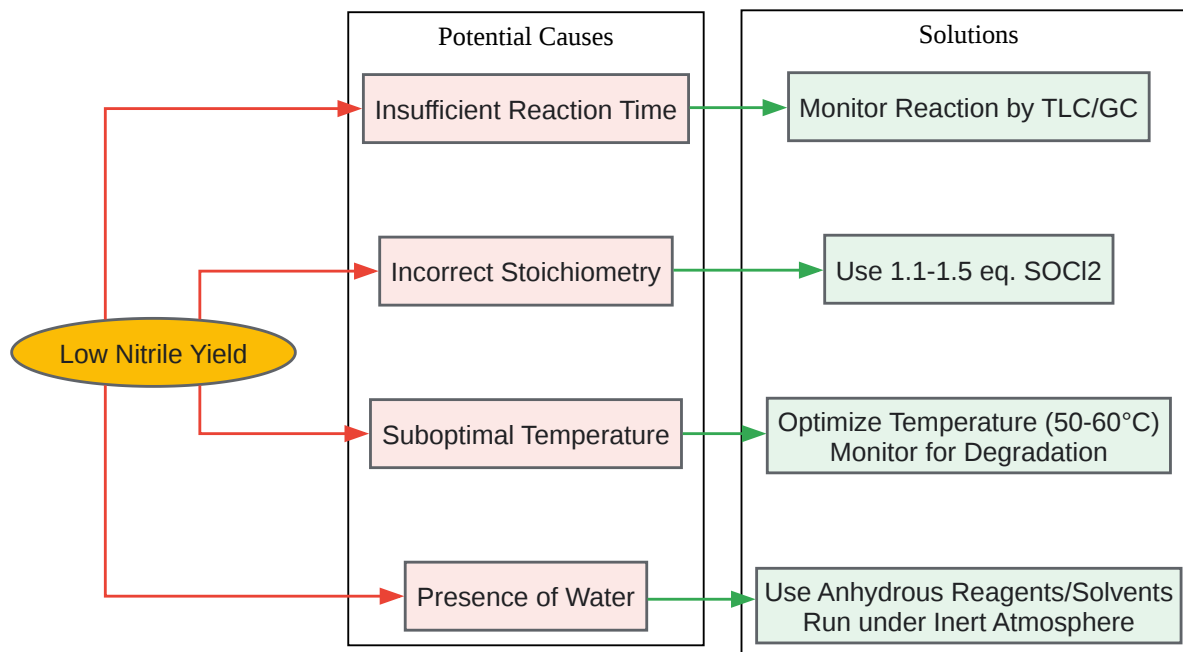 Potential Causes
Solutions
Insufficient Reaction Time
Monitor Reaction by TLC/GC
Incorrect Stoichiometry
Use 1.1-1.5 eq. SOCl2
Low Nitrile Yield
Suboptimal Temperature
Optimize Temperature (50-60°C)
Monitor for Degradation
Presence of Water
Use Anhydrous Reagents/Solvents
Run under Inert Atmosphere